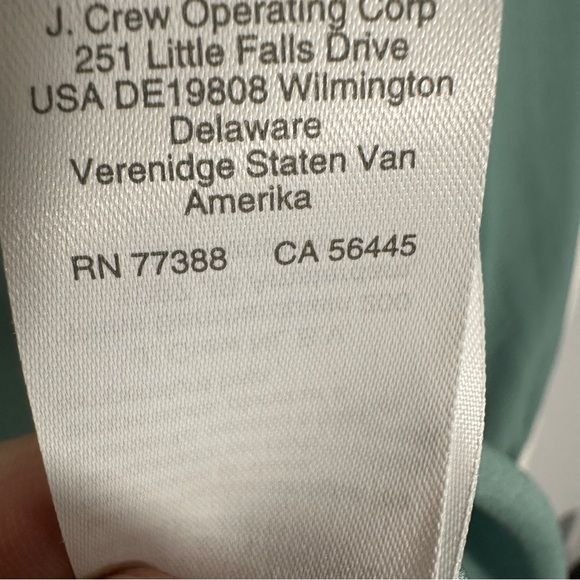 J. Crew Operating Corp
251 Little Falls Drive
USA DE19808 Wilmington
Delaware
Verenidge Staten Van
Amerika
RN 77388 CA 56445